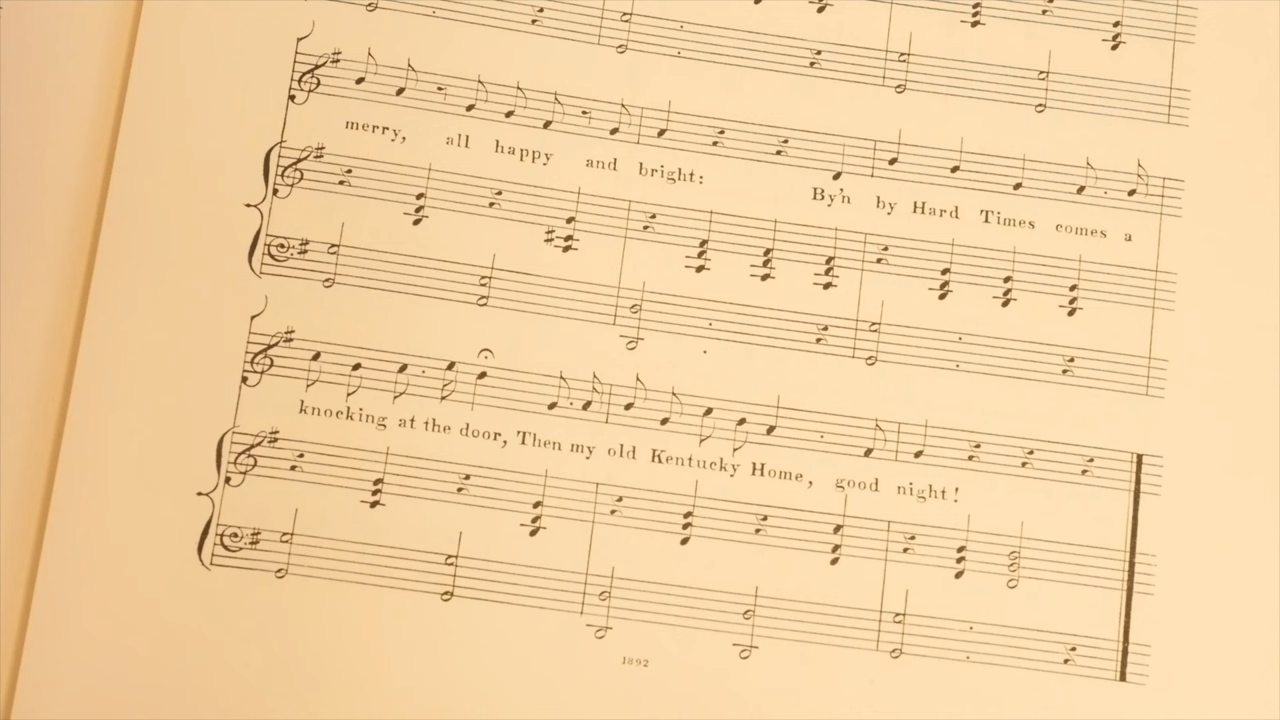 merry, all happy and bright: By'n by Hard Times comes a
knocking at the door, Then my old Kentucky Home, good night!
1892